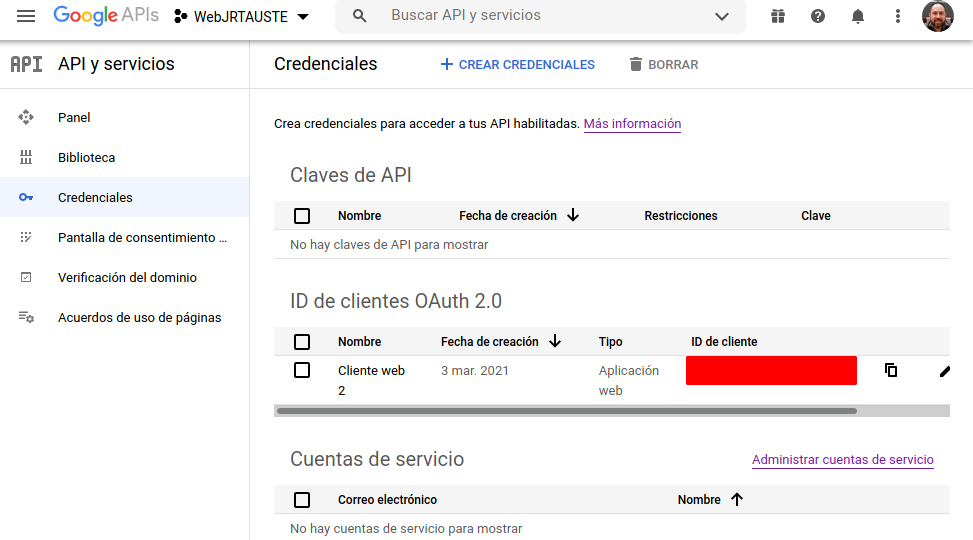 Google APIs WebJRTAUSTE Buscar API y servicios
API API y servicios Credenciales CREAR CREDENCIALES BORRAR
Panel
Biblioteca
Credenciales
Pantalla de consentimiento ...
Verificación del dominio
Acuerdos de uso de páginas
Crea credenciales para acceder a tus API habilitadas. Más información
Claves de API
Nombre Fecha de creación Restricciones Clave
No hay claves de API para mostrar
ID de clientes OAuth 2.0
Nombre Fecha de creación Tipo ID de cliente
Cliente web 3 mar. 2021 Aplicación
2 web
Cuentas de servicio Administrar cuentas de servicio
Correo electrónico Nombre
No hay cuentas de servicio para mostrar